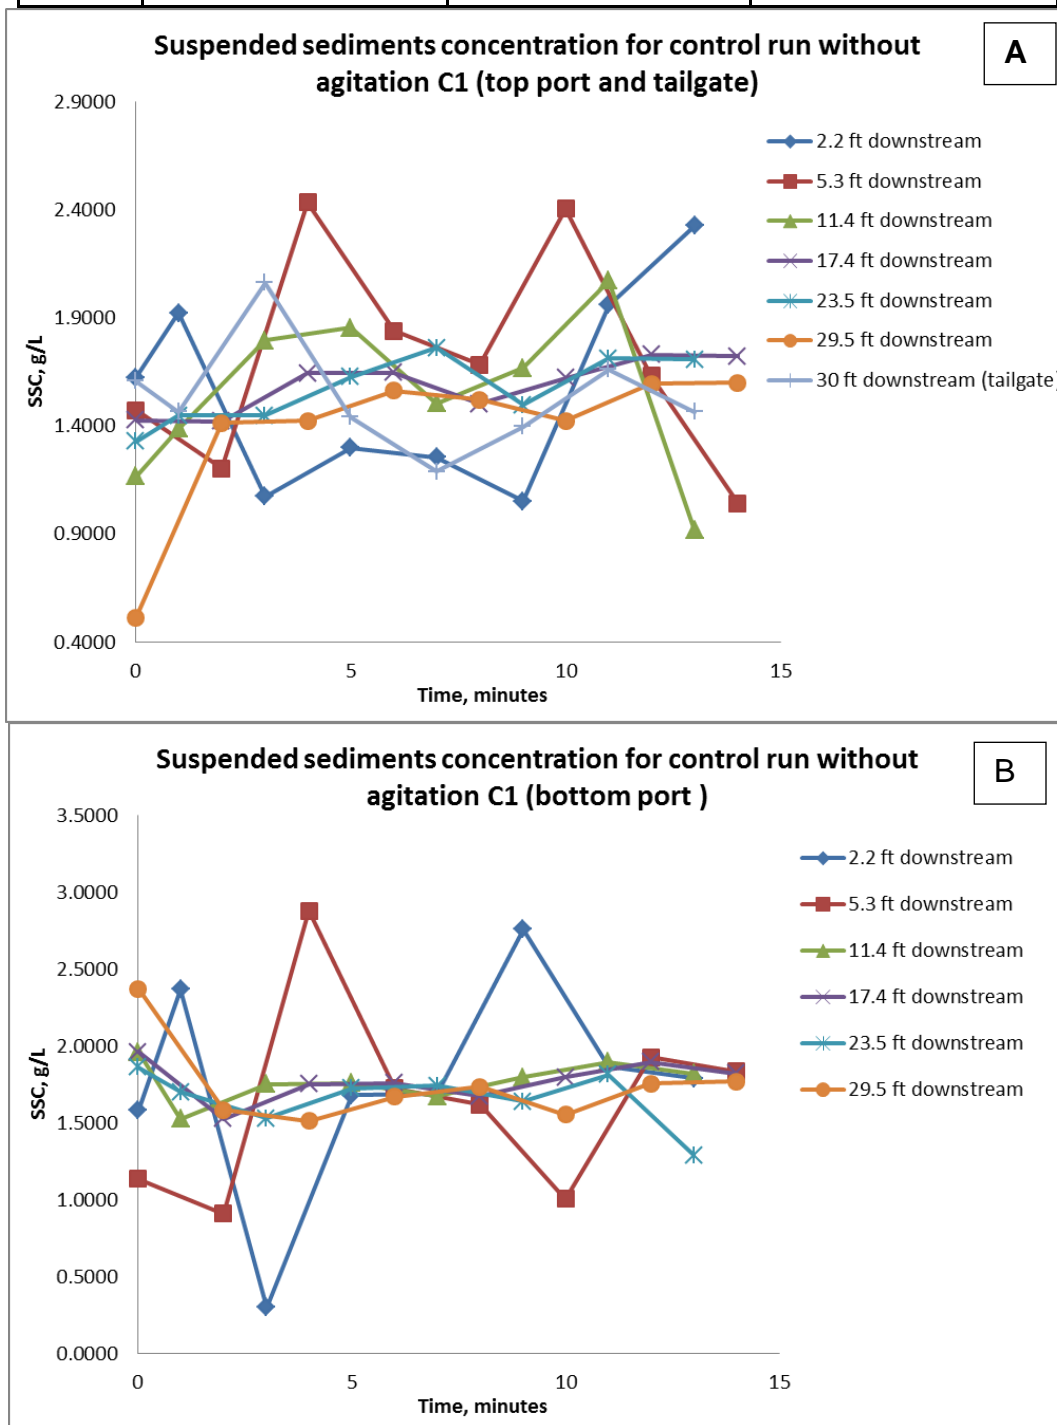 Suspended sediments concentration for control run without
agitation C1 (top port and tailgate)
A
2.9000
2.4000
1.9000
1.4000
0.9000
0.4000
SSC, g/L
0
5
10
15
Time, minutes
2.2 ft downstream
5.3 ft downstream
11.4 ft downstream
17.4 ft downstream
23.5 ft downstream
29.5 ft downstream
30 ft downstream (tailgate)
Suspended sediments concentration for control run without
agitation C1 (bottom port )
B
3.5000
3.0000
2.5000
2.0000
1.5000
1.0000
0.5000
0.0000
SSC, g/L
0
5
10
15
Time, minutes
2.2 ft downstream
5.3 ft downstream
11.4 ft downstream
17.4 ft downstream
23.5 ft downstream
29.5 ft downstream